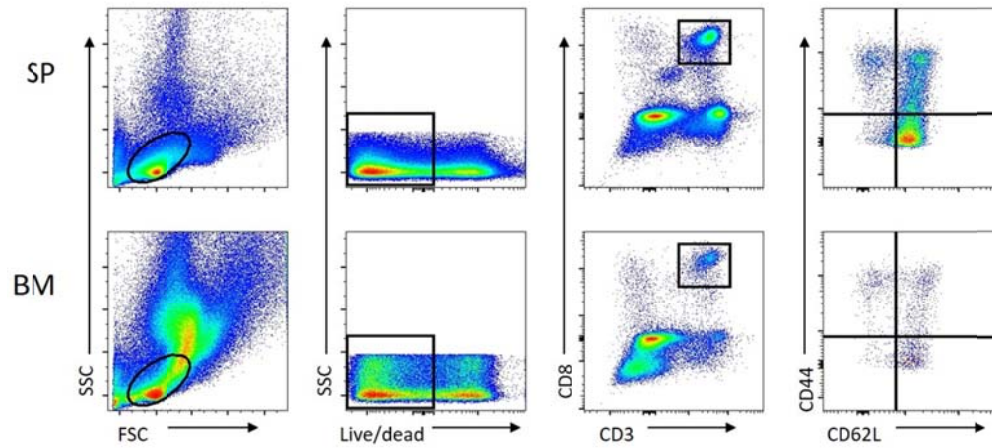 SP
BM
SSC
SSC
CD8
CD44
FSC
Live/dead
CD3
CD62L